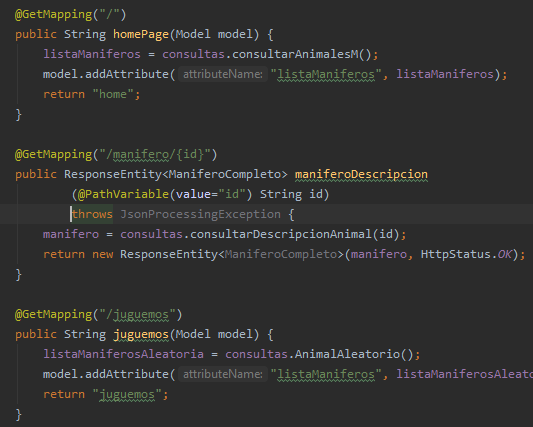 @GetMapping("/")
public String homePage(Model model) {
listaManiferos = consultas.consultarAnimalesM();
model.addAttribute( attributeName: "listaManiferos", listaManiferos);
return "home";
}
@GetMapping("/manifero/{id}")
public ResponseEntity<ManiferoCompleto> maniferoDescripcion
(@PathVariable(value="id") String id)
throws JsonProcessingException {
manifero = consultas.consultarDescripcionAnimal(id);
return new ResponseEntity<ManiferoCompleto>(manifero, HttpStatus.OK);
}
@GetMapping("/juguemos")
public String juguemos(Model model) {
listaManiferosAleatoria = consultas.AnimalAleatorio();
model.addAttribute( attributeName: "listaManiferos", listaManiferosAleato
return "juguemos";
}